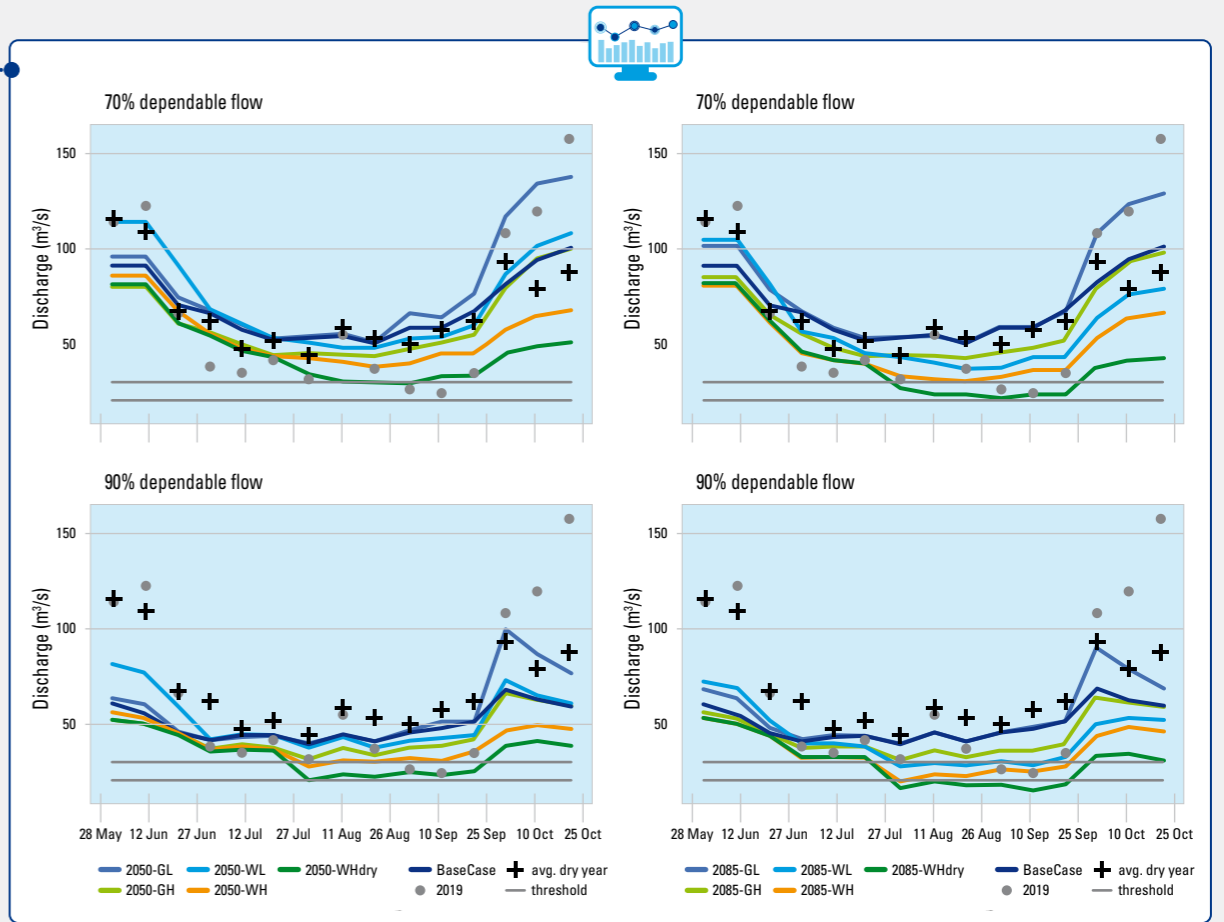 70% dependable flow
150
100
50
Discharge (m³/s)
70% dependable flow
150
100
50
Discharge (m³/s)
90% dependable flow
150
100
50
Discharge (m³/s)
28 May 12 Jun 27 Jun 12 Jul 27 Jul 11 Aug 26 Aug 10 Sep 25 Sep 10 Oct 25 Oct
2050-GL 2050-WL 2050-WHdry BaseCase avg. dry year
2050-GH 2050-WH 2019 threshold
90% dependable flow
150
100
50
Discharge (m³/s)
28 May 12 Jun 27 Jun 12 Jul 27 Jul 11 Aug 26 Aug 10 Sep 25 Sep 10 Oct 25 Oct
2085-GL 2085-WL 2085-WHdry BaseCase avg. dry year
2085-GH 2085-WH 2019 threshold